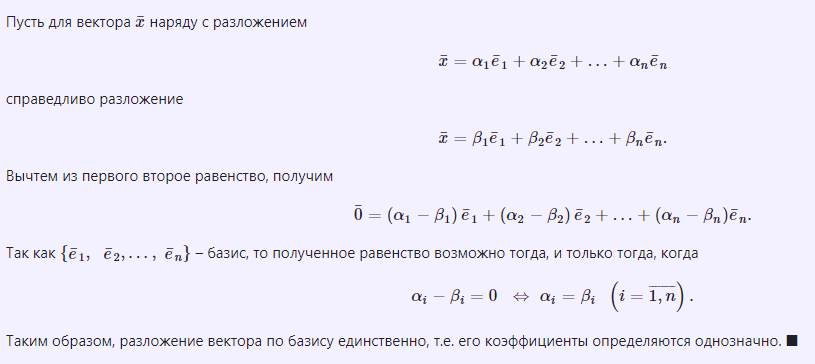 Пусть для вектора x̄ наряду с разложением
x̄ = α₁ē₁ + α₂ē₂ + … + αₙēₙ
справедливо разложение
x̄ = β₁ē₁ + β₂ē₂ + … + βₙēₙ.
Вычтем из первого второе равенство, получим
0̄ = (α₁ − β₁) ē₁ + (α₂ − β₂) ē₂ + … + (αₙ − βₙ)ēₙ.
Так как {ē₁, ē₂, …, ēₙ} – базис, то полученное равенство возможно тогда, и только тогда, когда
αᵢ − βᵢ = 0 ⇔ αᵢ = βᵢ (i = 1,̅ n̅).
Таким образом, разложение вектора по базису единственно, т.е. его коэффициенты определяются однозначно. ■